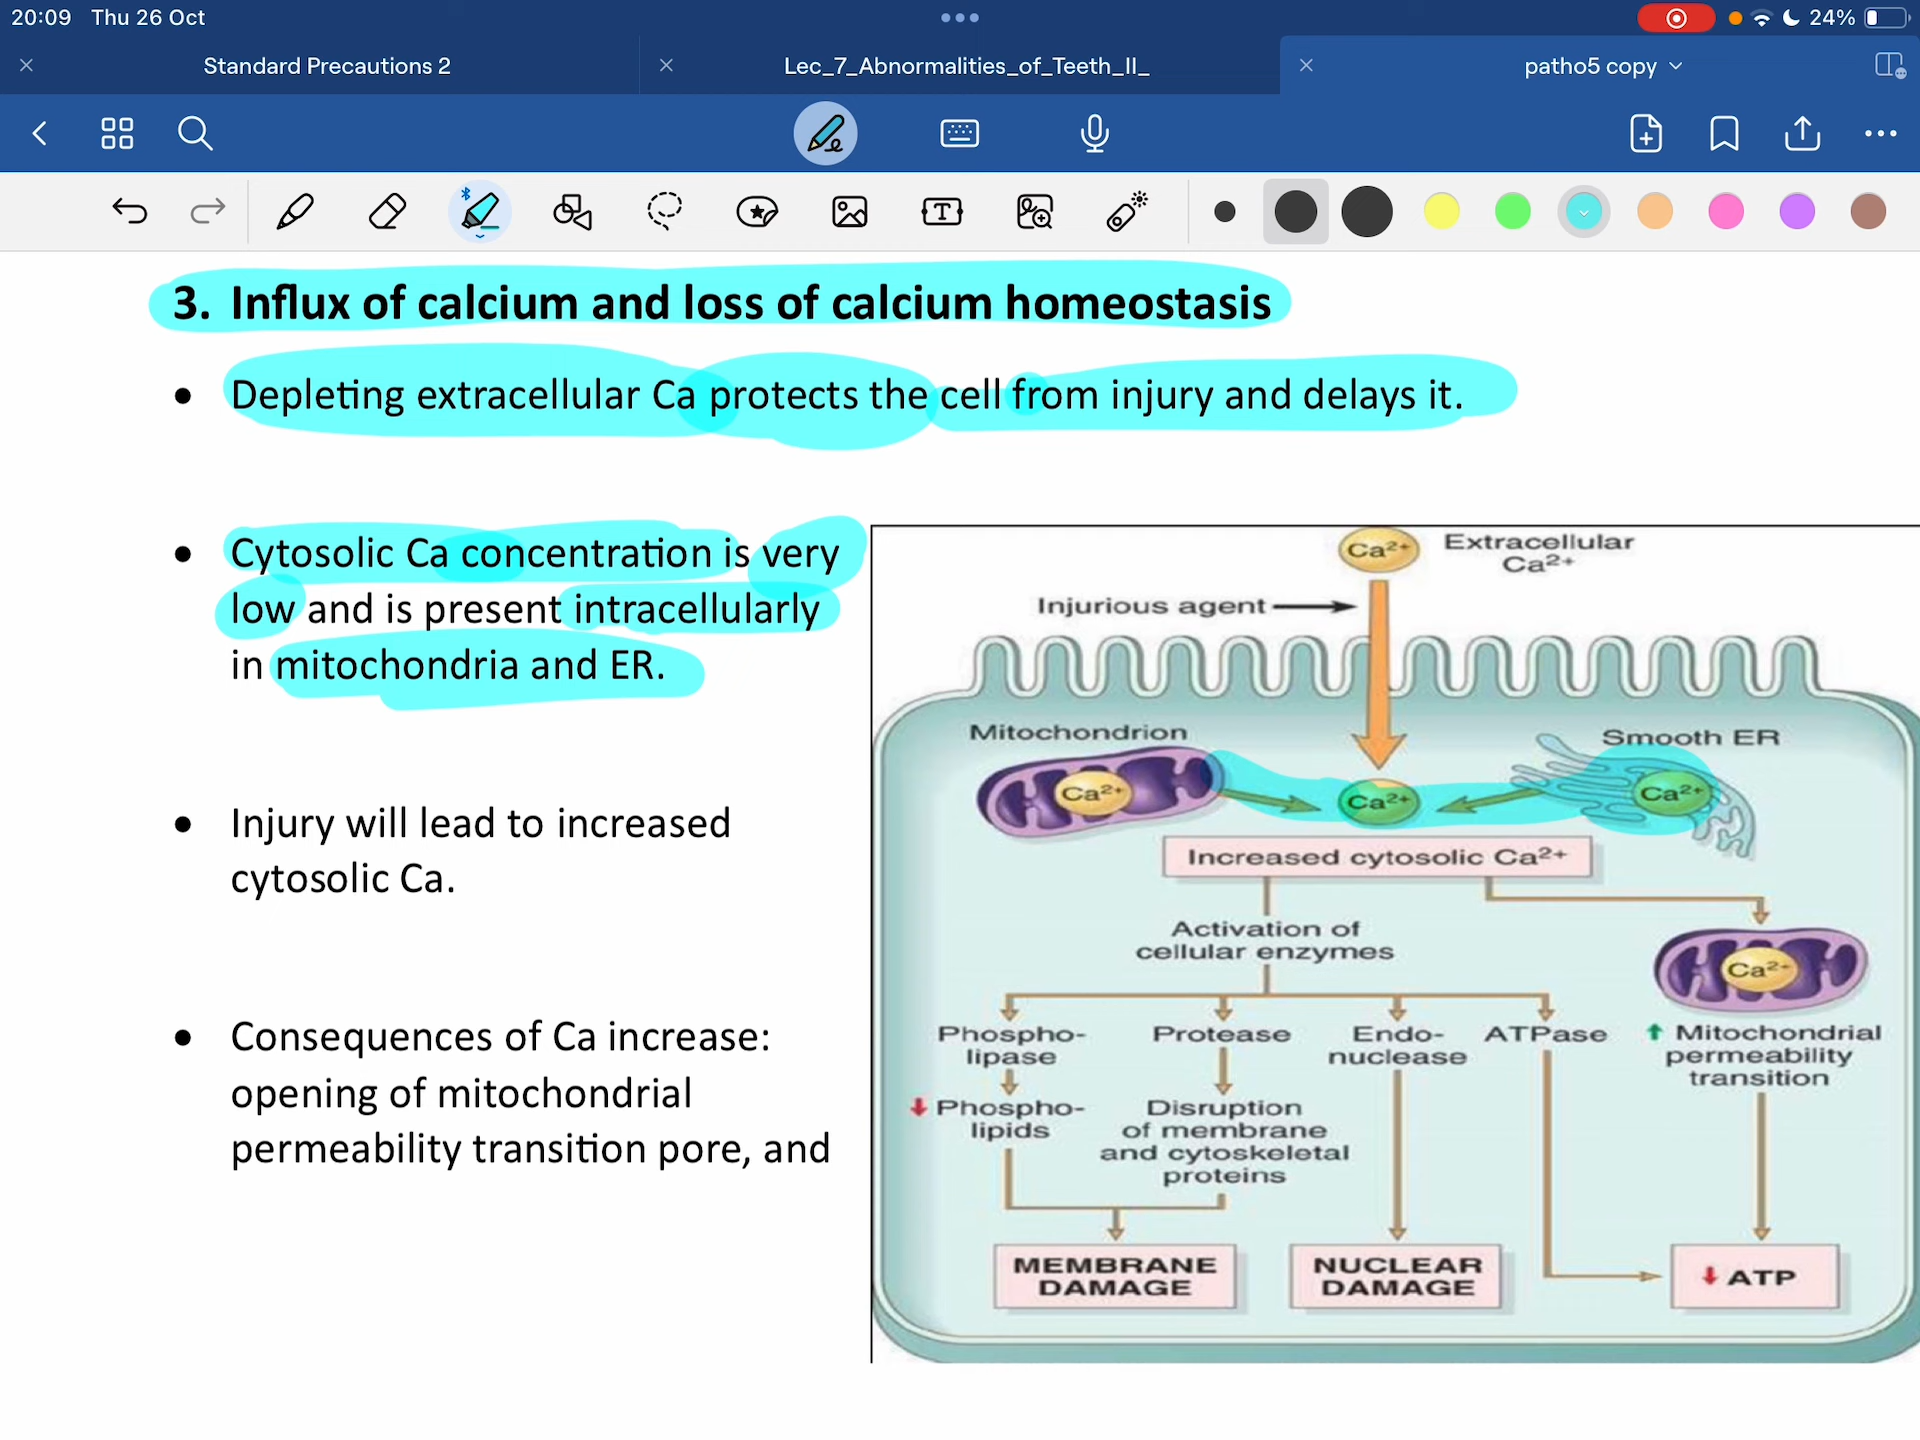 20:09 Thu 26 Oct
24%
Standard Precautions 2
Lec_7_Abnormalities_of_Teeth_II_
patho5 copy
3. Influx of calcium and loss of calcium homeostasis
• Depleting extracellular Ca protects the cell from injury and delays it.
• Cytosolic Ca concentration is very
low and is present intracellularly
in mitochondria and ER.
• Injury will lead to increased
cytosolic Ca.
• Consequences of Ca increase:
opening of mitochondrial
permeability transition pore, and
Ca2+
Extracellular
Ca2+
Injurious agent
Mitochondrion
Smooth ER
Ca2+
Ca2+
Ca2+
Increased cytosolic Ca2+
Activation of
cellular enzymes
Ca2-
Phospho-
lipase
Protease
Endo-
nuclease
ATPase
Mitochondrial
permeability
transition
Phospho-
lipids
Disruption
of membrane
and cytoskeletal
proteins
MEMBRANE
DAMAGE
NUCLEAR
DAMAGE
ATP